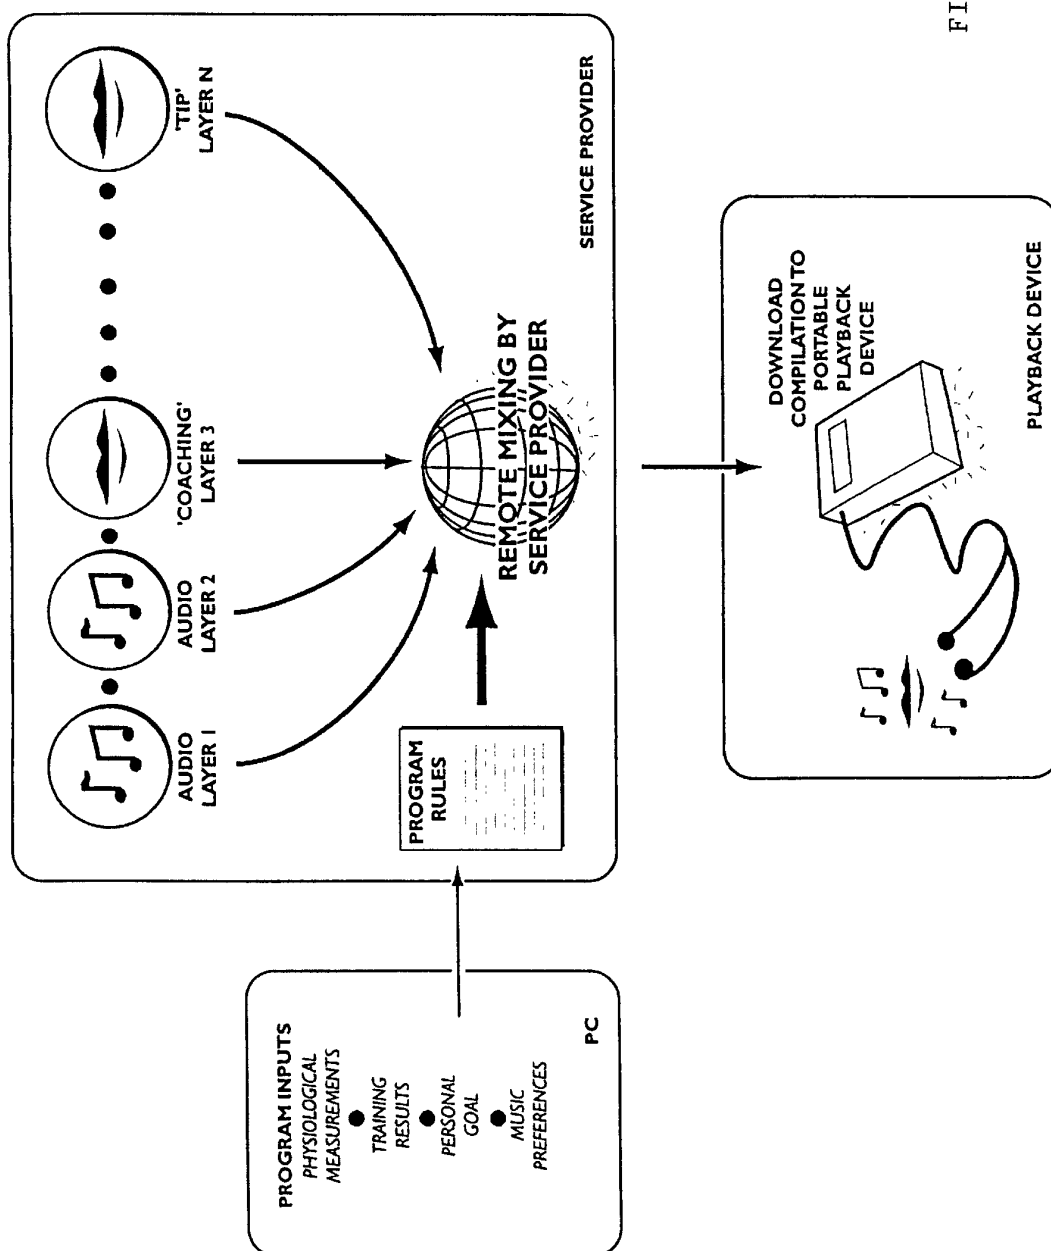 PROGRAM INPUTS
PHYSIOLOGICAL
MEASUREMENTS
TRAINING
RESULTS
PERSONAL
GOAL
MUSIC
PREFERENCES
PC
AUDIO
LAYER 1
AUDIO
LAYER 2
'COACHING'
LAYER 3
'TIP'
LAYER N
PROGRAM
RULES
REMOTE MIXING BY
SERVICE PROVIDER
SERVICE PROVIDER
DOWNLOAD
COMPILATION TO
PORTABLE
PLAYBACK
DEVICE
PLAYBACK DEVICE